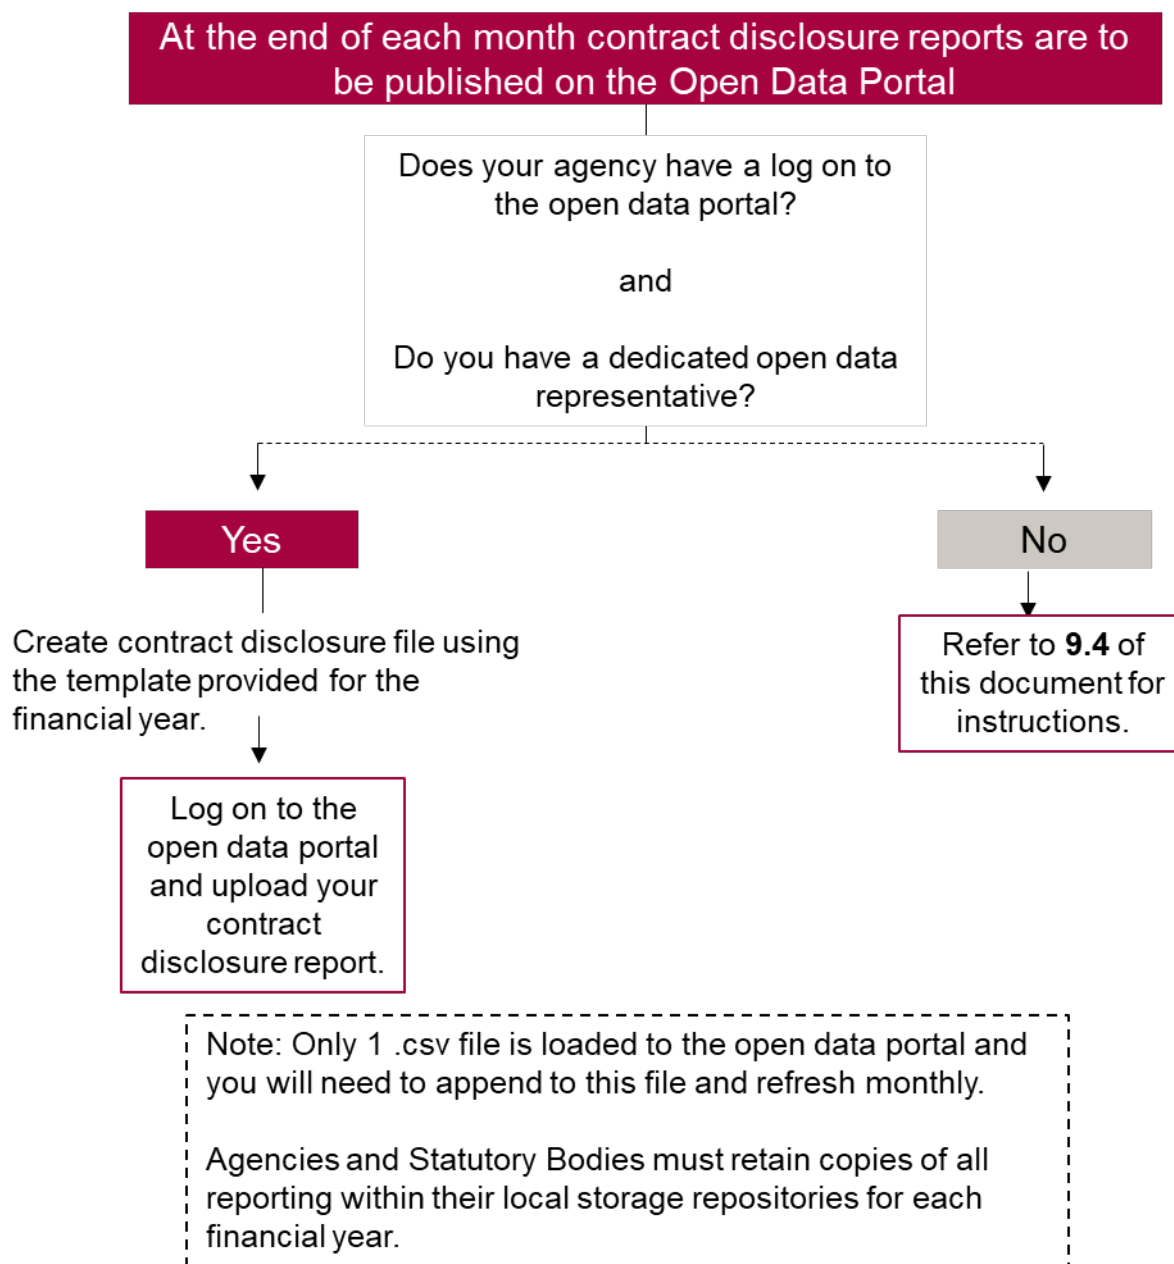 At the end of each month contract disclosure reports are to
be published on the Open Data Portal
Does your agency have a log on to
the open data portal?
and
Do you have a dedicated open data
representative?
Yes
No
Create contract disclosure file using
the template provided for the
financial year.
Refer to 9.4 of
this document for
instructions.
Log on to the
open data portal
and upload your
contract
disclosure report.
Note: Only 1 .csv file is loaded to the open data portal and
you will need to append to this file and refresh monthly.
Agencies and Statutory Bodies must retain copies of all
reporting within their local storage repositories for each
financial year.